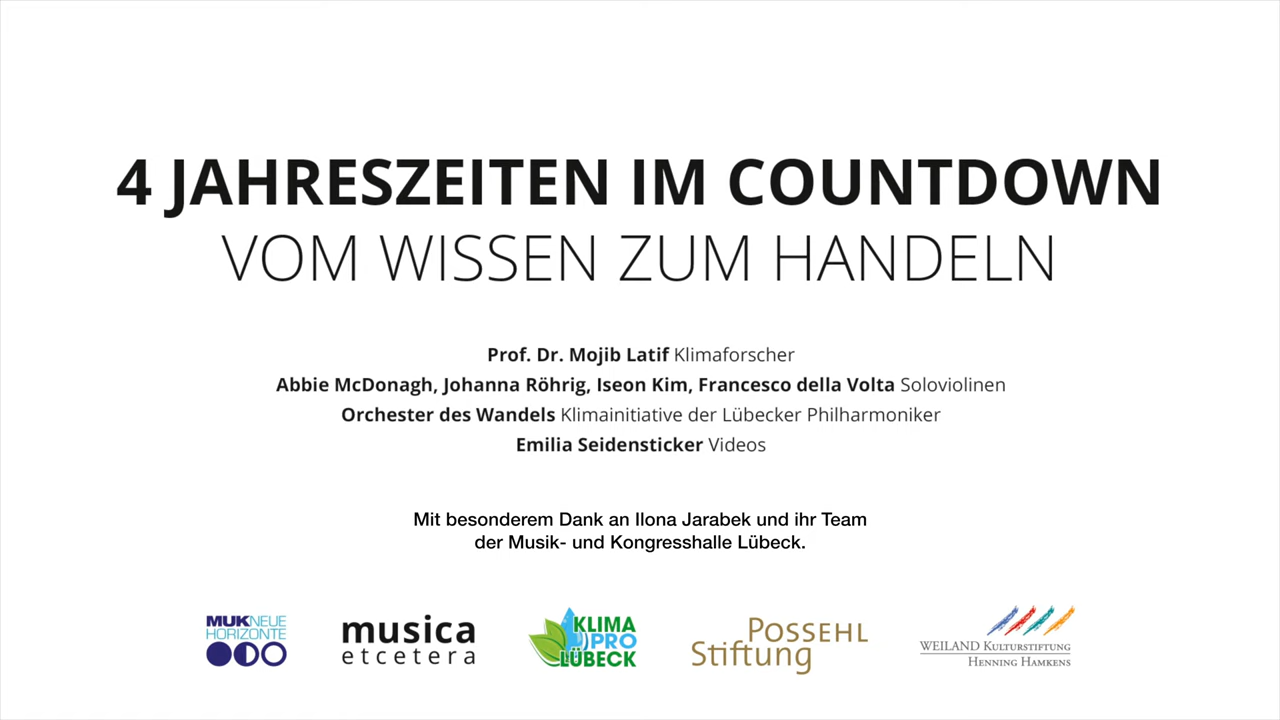 4 JAHRESZEITEN IM COUNTDOWN
VOM WISSEN ZUM HANDELN
Prof. Dr. Mojib Latif Klimaforscher
Abbie McDonagh, Johanna Röhrig, Iseon Kim, Francesco della Volta Soloviolinen
Orchester des Wandels Klimainitiative der Lübecker Philharmoniker
Emilia Seidensticker Videos
Mit besonderem Dank an Ilona Jarabek und ihr Team
der Musik- und Kongresshalle Lübeck.
MUKNEUE
HORIZONTE
musica
etcetera
KLIMA
PRO
LÜBECK
POSSEHL
Stiftung
WEILAND KULTURSTIFTUNG
HENNING HAMKENS